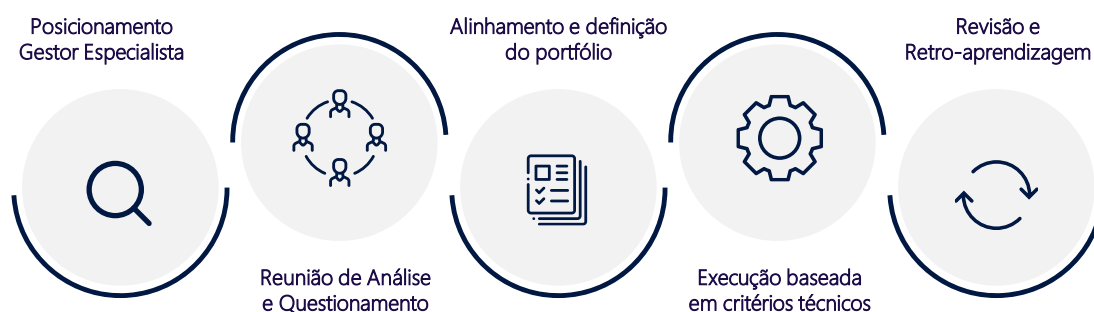 Posicionamento
Gestor Especialista
Reunião de Análise
e Questionamento
Alinhamento e definição
do portfólio
Execução baseada
em critérios técnicos
Revisão e
Retro-aprendizagem